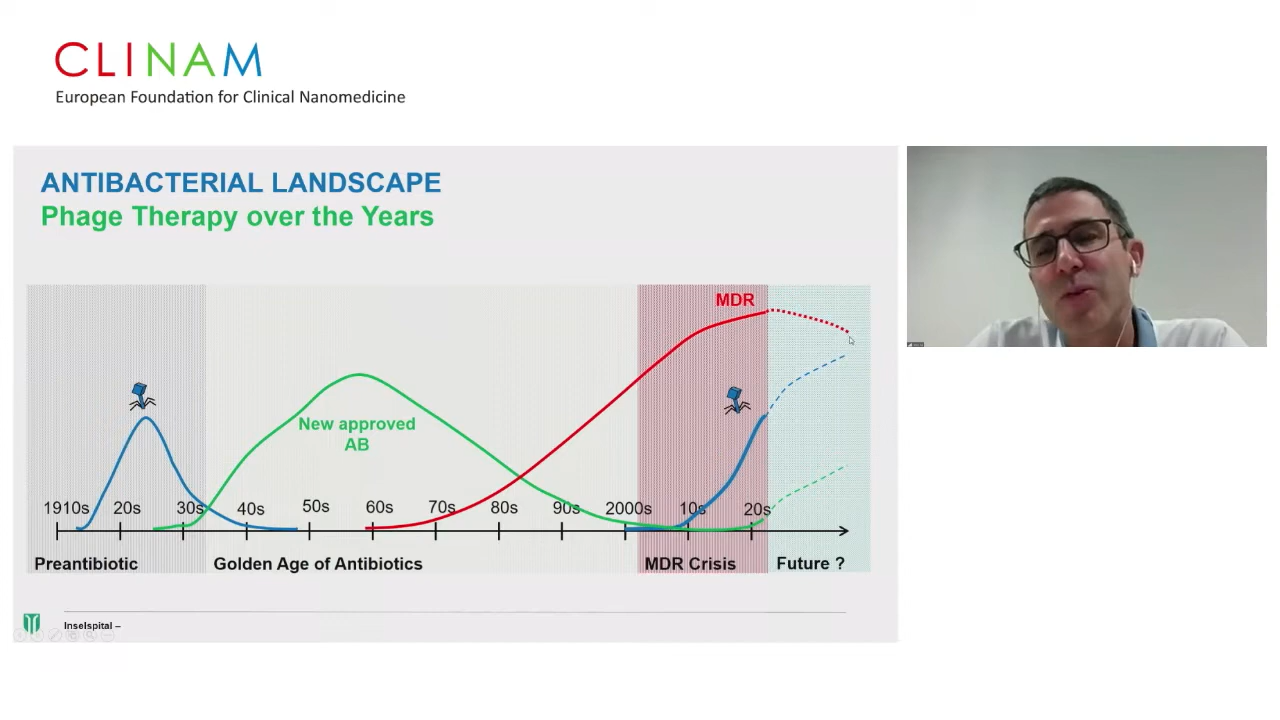 CLINAM
European Foundation for Clinical Nanomedicine
ANTIBACTERIAL LANDSCAPE
Phage Therapy over the Years
MDR
New approved
AB
1910s 20s 30s 40s 50s 60s 70s 80s 90s 2000s 10s 20s
Preantibiotic Golden Age of Antibiotics MDR Crisis Future ?
Inselspital –